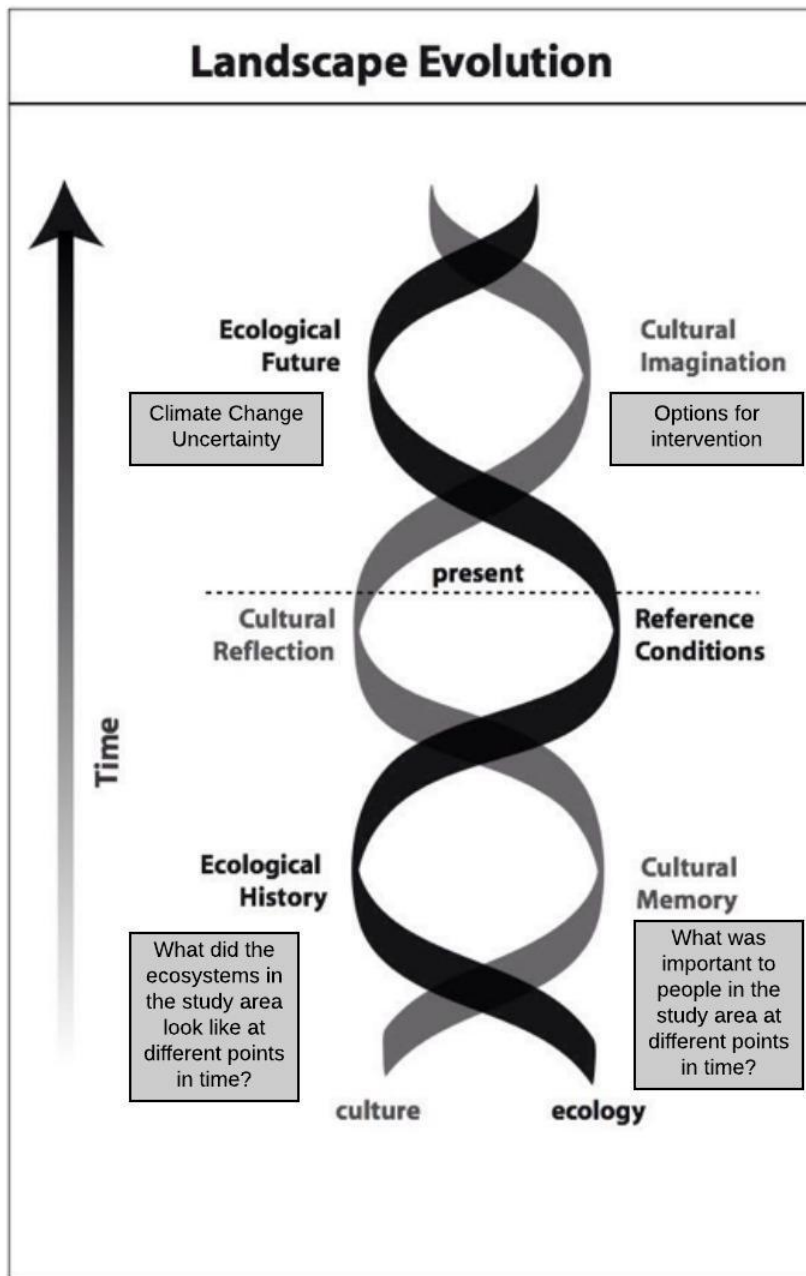 Landscape Evolution
Ecological
Future
Cultural
Imagination
Climate Change
Uncertainty
Options for
intervention
present
Cultural
Reflection
Reference
Conditions
Time
Ecological
History
Cultural
Memory
What did the
ecosystems in
the study area
look like at
different points
in time?
What was
important to
people in the
study area at
different points
in time?
culture
ecology